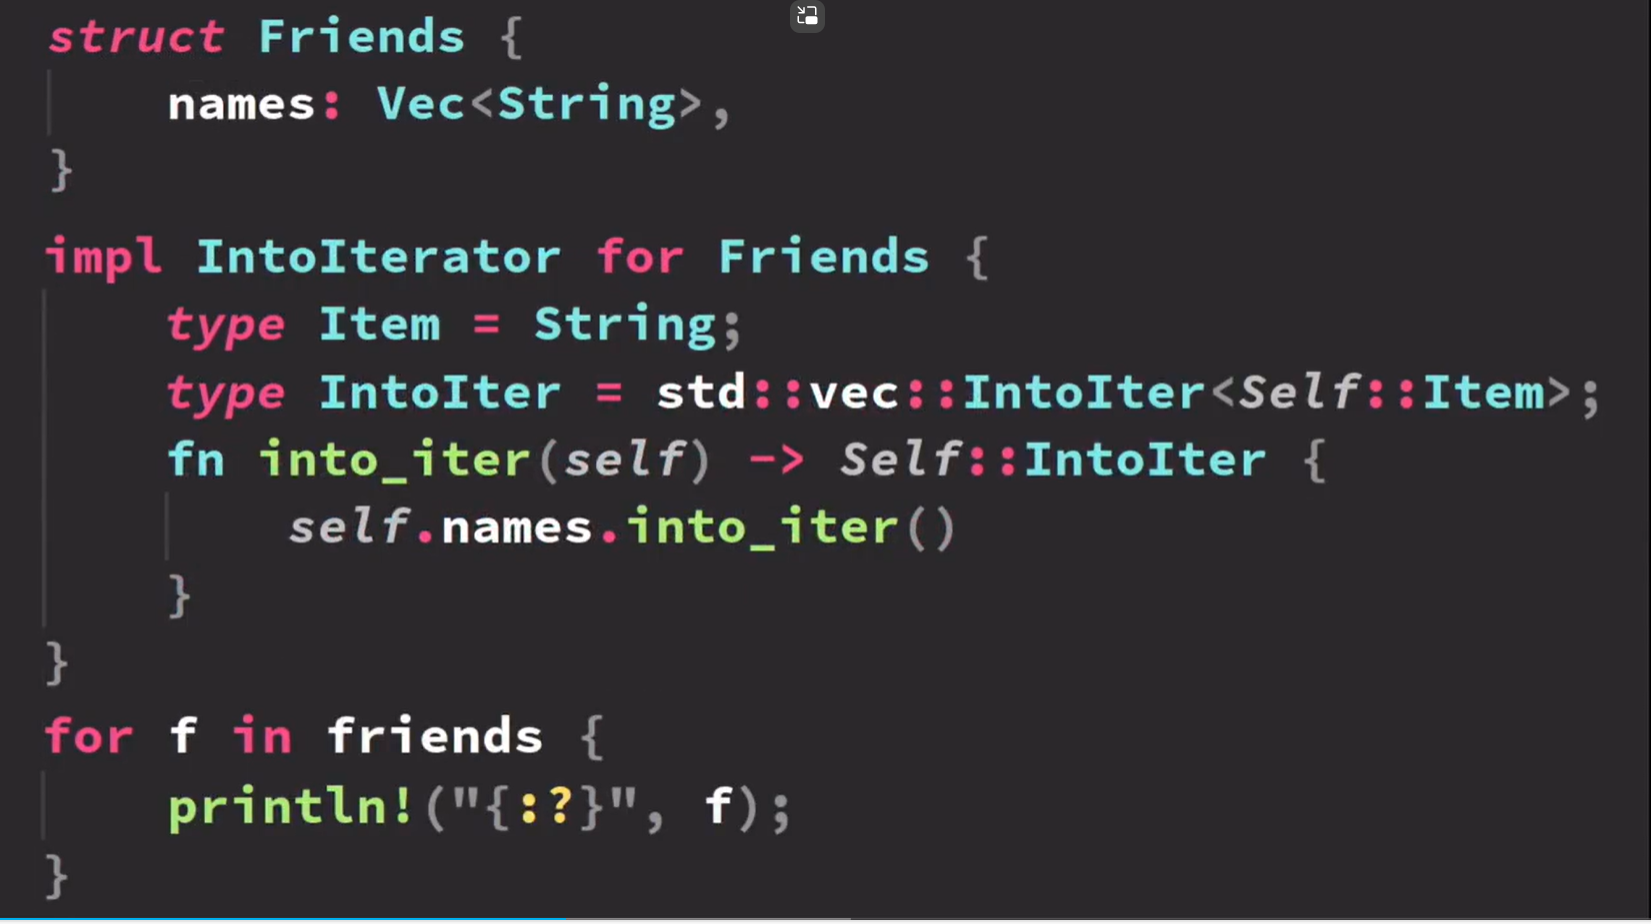 struct Friends {
    names: Vec<String>,
}
impl IntoIterator for Friends {
    type Item = String;
    type IntoIter = std::vec::IntoIter<Self::Item>;
    fn into_iter(self) -> Self::IntoIter {
        self.names.into_iter()
    }
}
for f in friends {
    println!("{:?}", f);
}